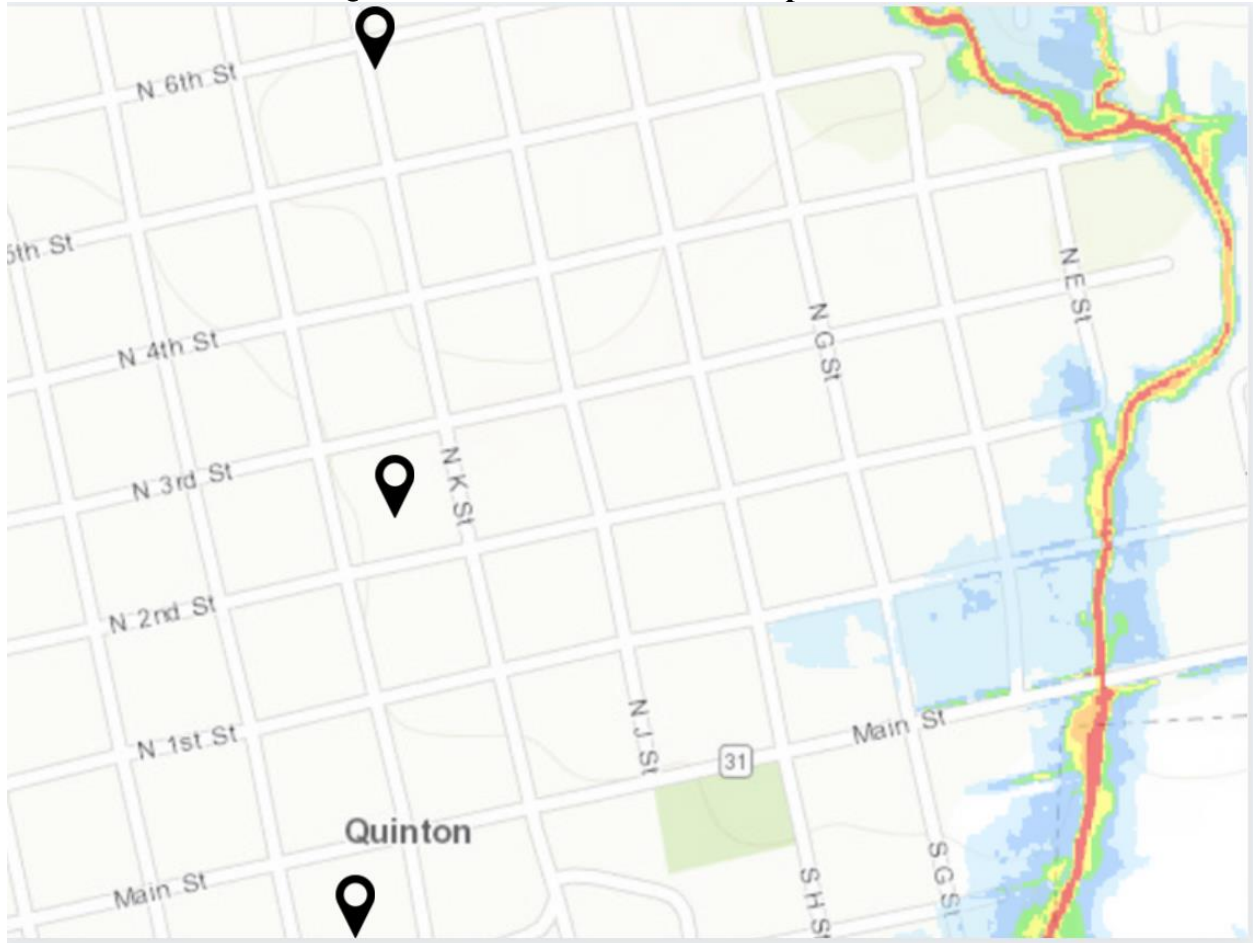 N 6th St
5th St
N E St
N 4th St
N G St
N 3rd St
N K St
N 2nd St
N J St
N 1st St
Main St
31
Quinton
Main St
S H St
S G St